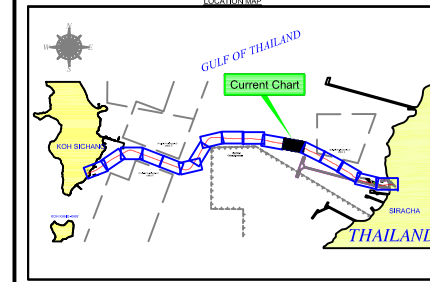 LOCATION MAP
N
W E
S
GULF OF THAILAND
Current Chart
KOH SICHANG
SIRACHA
THAILAND